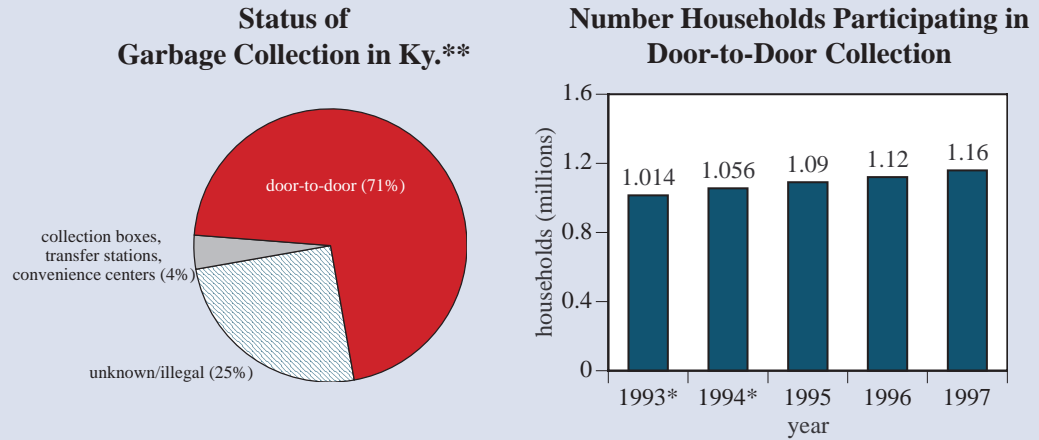 Status of
Garbage Collection in Ky.**
door-to-door (71%)
collection boxes,
transfer stations,
convenience centers (4%)
unknown/illegal (25%)
Number Households Participating in
Door-to-Door Collection
households (millions)
1.6
1.2
0.8
0.4
0
1.014
1.056
1.09
1.12
1.16
1993*
1994*
1995
1996
1997
year